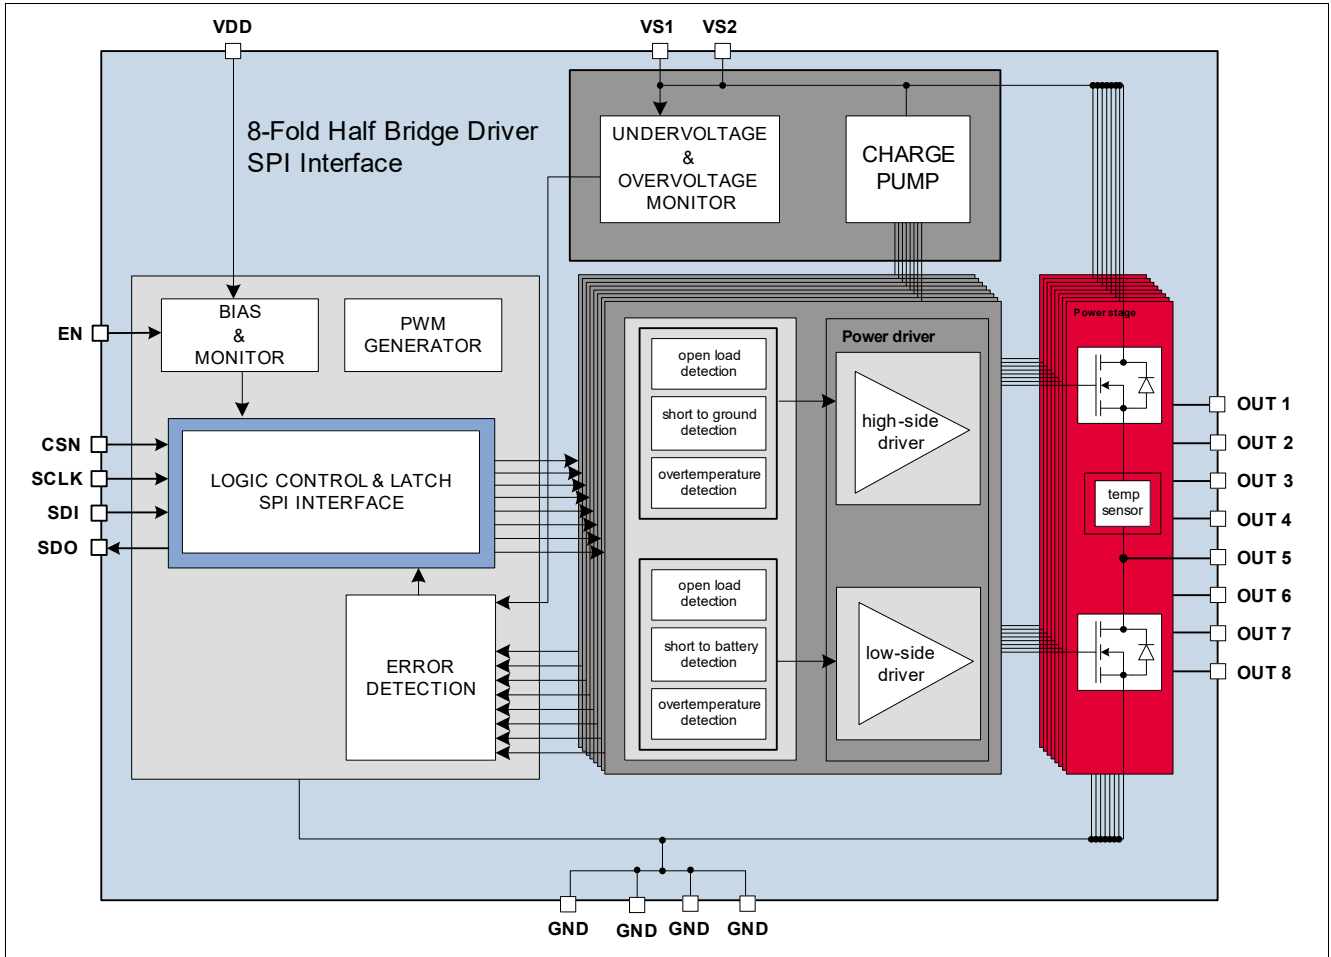 VDD
VS1
VS2
8-Fold Half Bridge Driver
SPI Interface
UNDERVOLTAGE
&
OVERVOLTAGE
MONITOR
CHARGE
PUMP
BIAS
&
MONITOR
PWM
GENERATOR
EN
CSN
SCLK
SDI
SDO
LOGIC CONTROL & LATCH
SPI INTERFACE
ERROR
DETECTION
open load
detection
short to ground
detection
overtemperature
detection
open load
detection
short to battery
detection
overtemperature
detection
Power driver
high-side
driver
low-side
driver
Power stage
temp
sensor
OUT 1
OUT 2
OUT 3
OUT 4
OUT 5
OUT 6
OUT 7
OUT 8
GND
GND
GND
GND